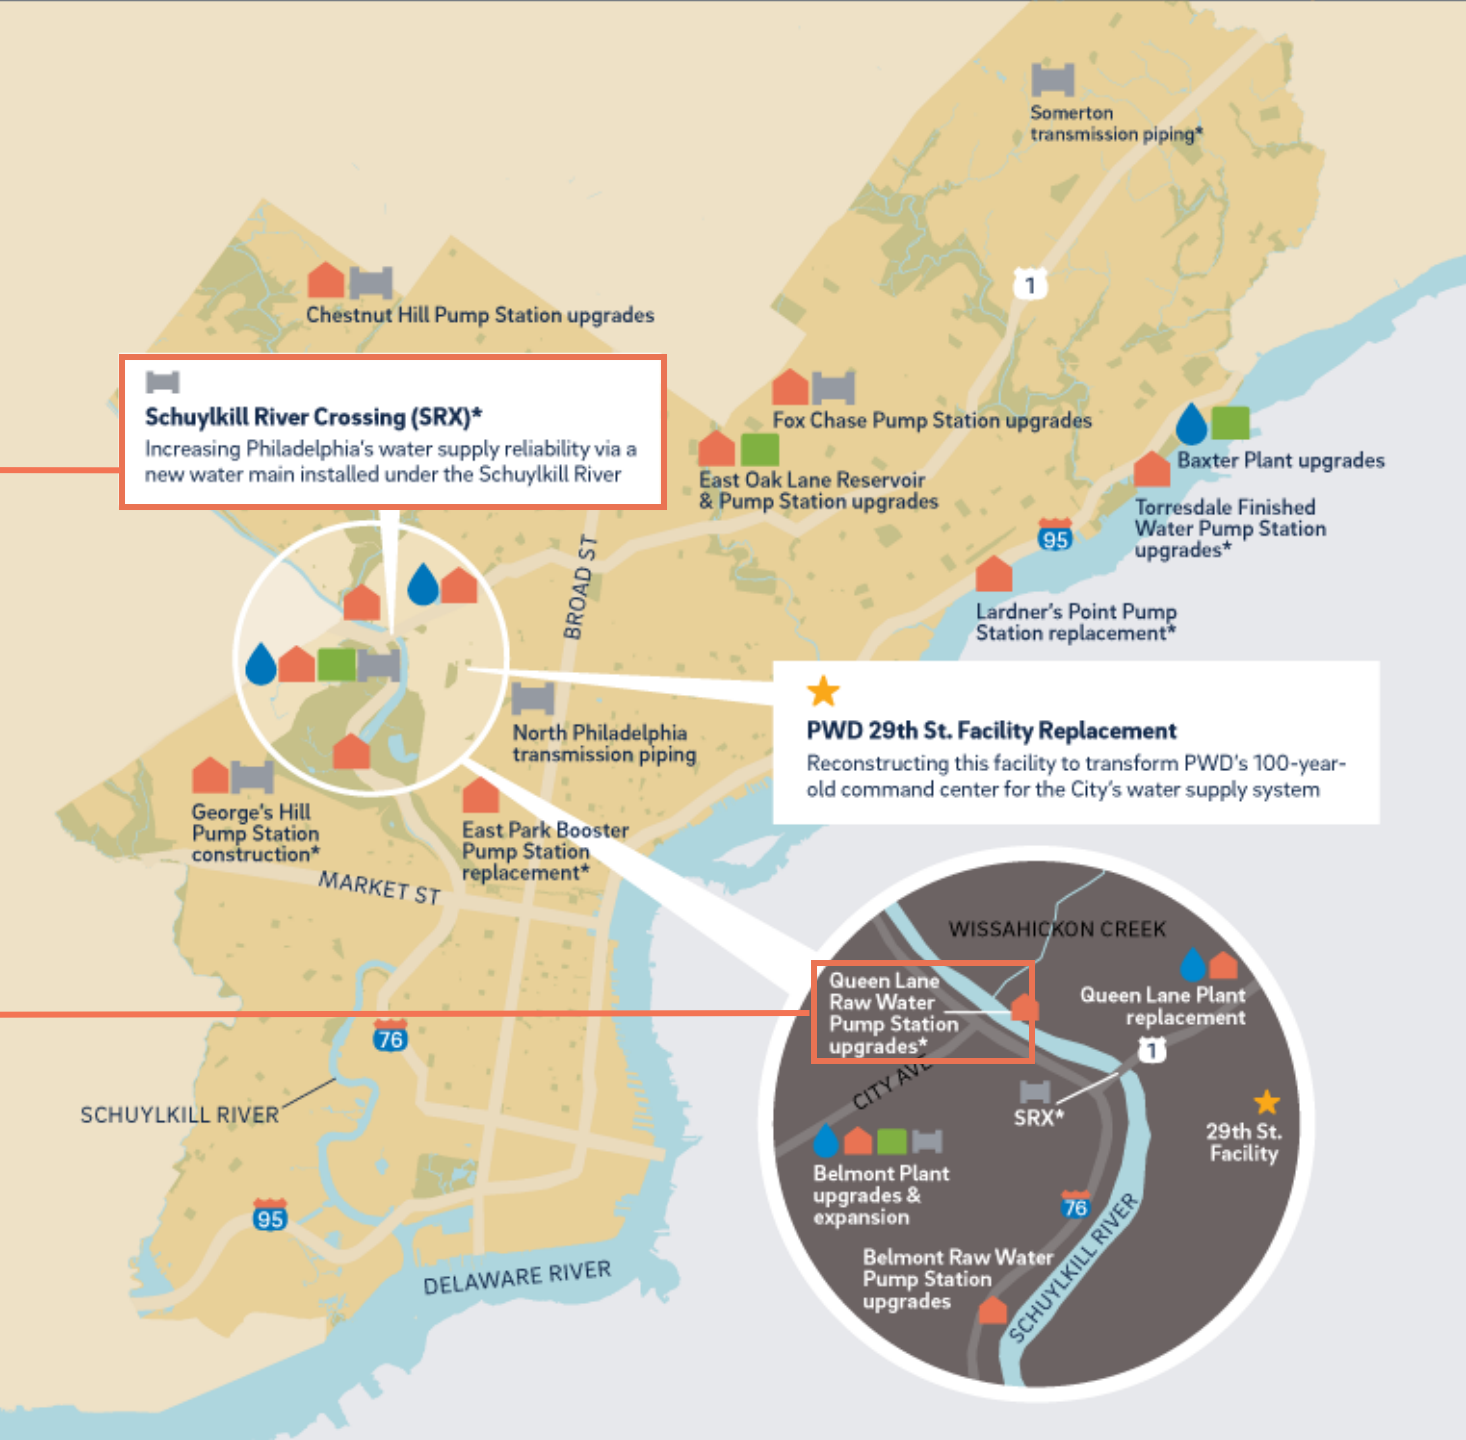 Somerton
transmission piping*
1
Chestnut Hill Pump Station upgrades
Schuylkill River Crossing (SRX)*
Increasing Philadelphia's water supply reliability via a
new water main installed under the Schuylkill River
Fox Chase Pump Station upgrades
East Oak Lane Reservoir
& Pump Station upgrades
Baxter Plant upgrades
Torresdale Finished
Water Pump Station
upgrades*
95
Lardner's Point Pump
Station replacement*
BROAD ST
PWD 29th St. Facility Replacement
Reconstructing this facility to transform PWD's 100-year-
old command center for the City's water supply system
North Philadelphia
transmission piping
George's Hill
Pump Station
construction*
East Park Booster
Pump Station
replacement*
MARKET ST
76
SCHUYLKILL RIVER
95
DELAWARE RIVER
WISSAHICKON CREEK
Queen Lane
Raw Water
Pump Station
upgrades*
Queen Lane Plant
replacement
1
CITY AVE
SRX*
29th St.
Facility
Belmont Plant
upgrades &
expansion
76
SCHUYLKILL RIVER
Belmont Raw Water
Pump Station
upgrades